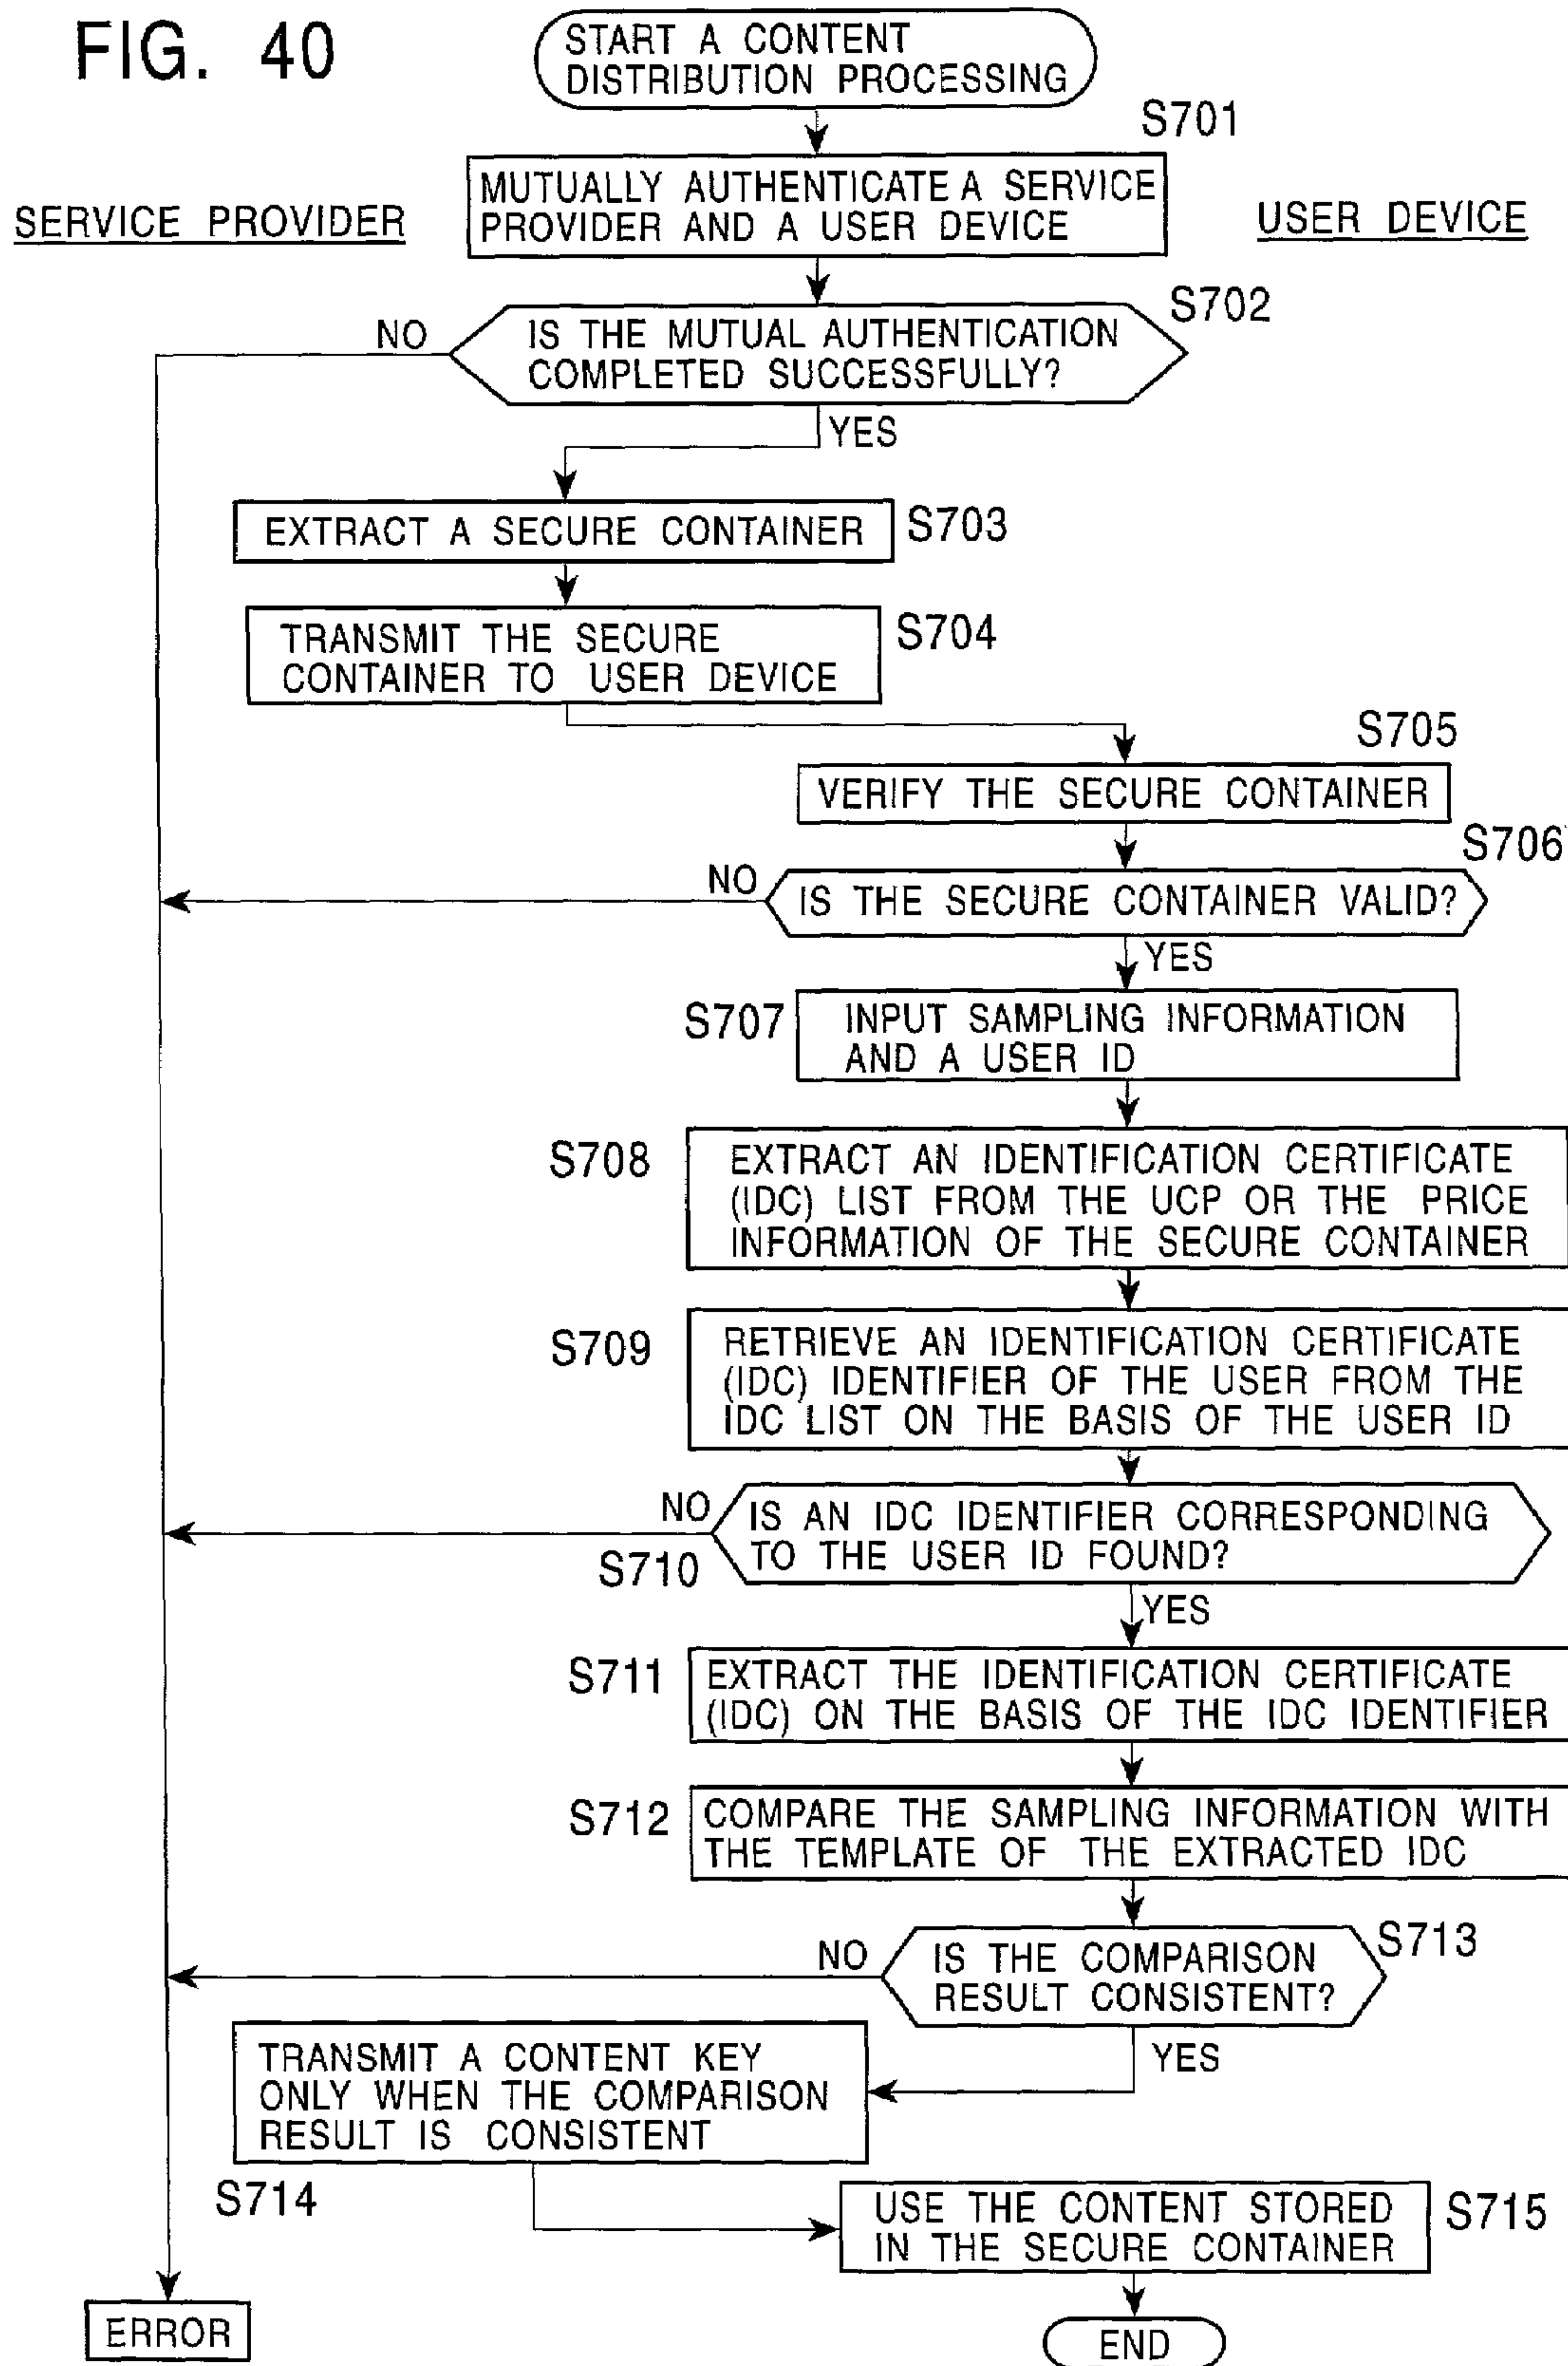 FIG. 40
START A CONTENT
DISTRIBUTION PROCESSING
S701
MUTUALLY AUTHENTICATE A SERVICE
PROVIDER AND A USER DEVICE
SERVICE PROVIDER
USER DEVICE
S702
NO
IS THE MUTUAL AUTHENTICATION
COMPLETED SUCCESSFULLY?
YES
EXTRACT A SECURE CONTAINER
S703
TRANSMIT THE SECURE
CONTAINER TO USER DEVICE
S704
S705
VERIFY THE SECURE CONTAINER
S706
NO
IS THE SECURE CONTAINER VALID?
YES
S707
INPUT SAMPLING INFORMATION
AND A USER ID
S708
EXTRACT AN IDENTIFICATION CERTIFICATE
(IDC) LIST FROM THE UCP OR THE PRICE
INFORMATION OF THE SECURE CONTAINER
S709
RETRIEVE AN IDENTIFICATION CERTIFICATE
(IDC) IDENTIFIER OF THE USER FROM THE
IDC LIST ON THE BASIS OF THE USER ID
NO
IS AN IDC IDENTIFIER CORRESPONDING
TO THE USER ID FOUND?
S710
YES
S711
EXTRACT THE IDENTIFICATION CERTIFICATE
(IDC) ON THE BASIS OF THE IDC IDENTIFIER
S712
COMPARE THE SAMPLING INFORMATION WITH
THE TEMPLATE OF THE EXTRACTED IDC
S713
NO
IS THE COMPARISON
RESULT CONSISTENT?
YES
TRANSMIT A CONTENT KEY
ONLY WHEN THE COMPARISON
RESULT IS CONSISTENT
S714
USE THE CONTENT STORED
IN THE SECURE CONTAINER
S715
ERROR
END